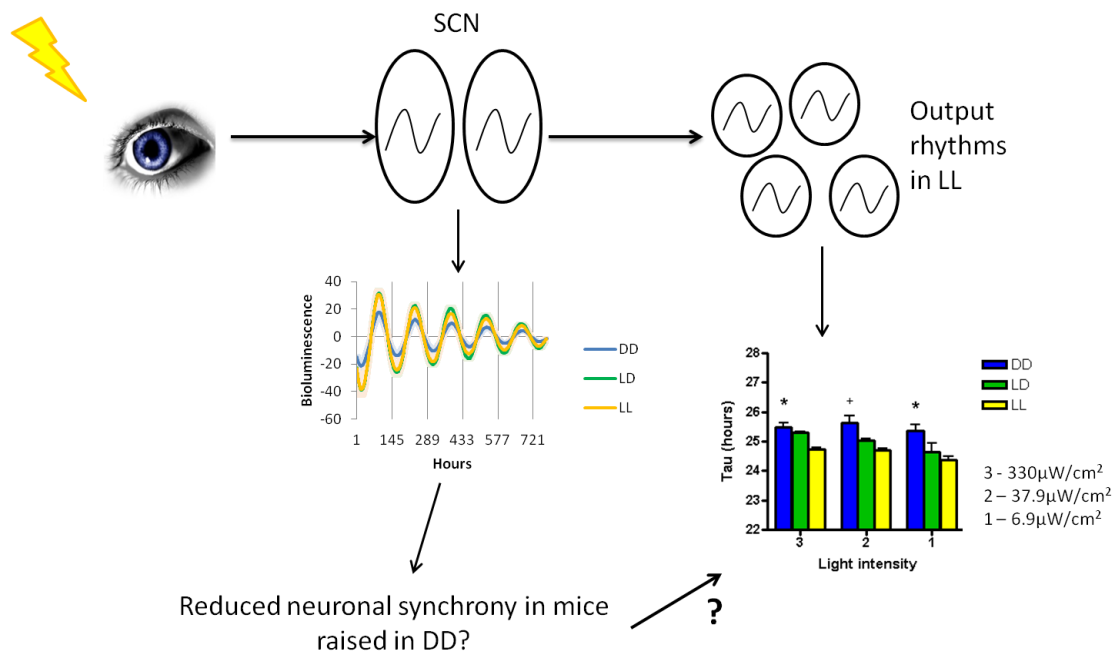 SCN
Output
rhythms
in LL
Bioluminescence
40
20
0
-20
-40
-60
1 145 289 433 577 721
Hours
DD
LD
LL
Tau (hours)
28
27
26
25
24
23
22
* + *
3 2 1
Light intensity
DD
LD
LL
3 - 330µW/cm²
2 – 37.9µW/cm²
1 – 6.9µW/cm²
Reduced neuronal synchrony in mice
raised in DD?
?